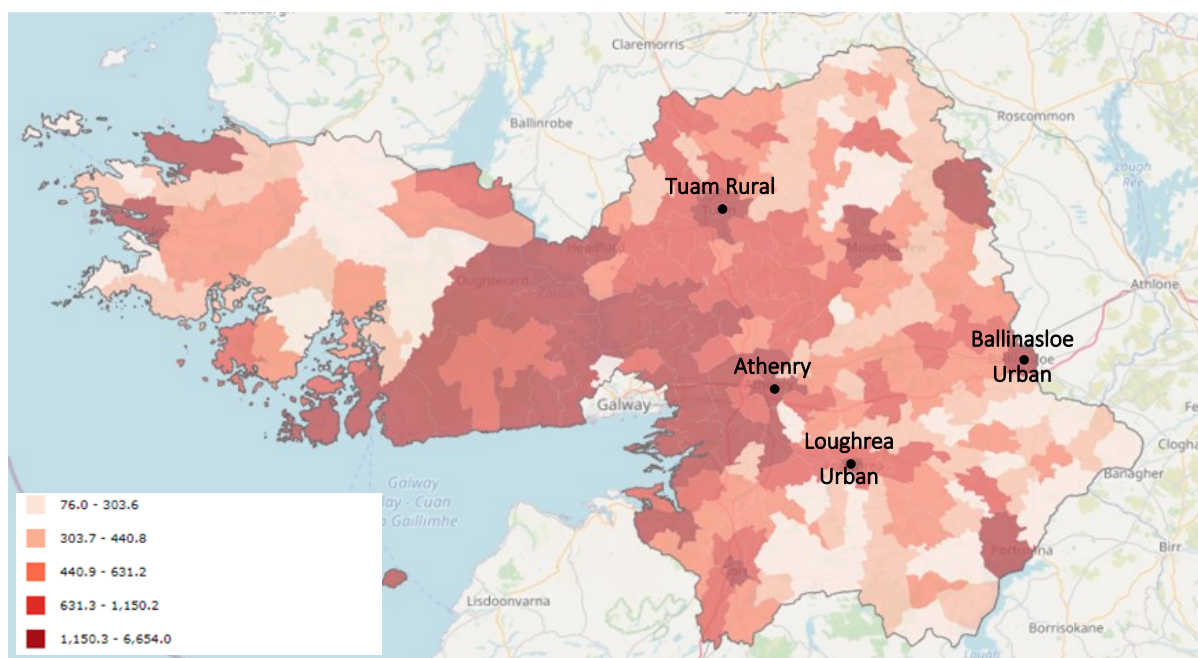 Claremorris
Ballinrobe
Roscommon
Lough
Ree
Tuam Rural
Headford
Oughterard
Athlone
Ballinasloe
Urban
Athenry
Galway
Loughrea
Urban
Clogha
Banagher
Galway
Bay - Cuan
na Gaillimhe
Portumna
Birr
Lisdoonvarna
Borrisokane
Lough
76.0 - 303.6
303.7 - 440.8
440.9 - 631.2
631.3 - 1,150.2
1,150.3 - 6,654.0